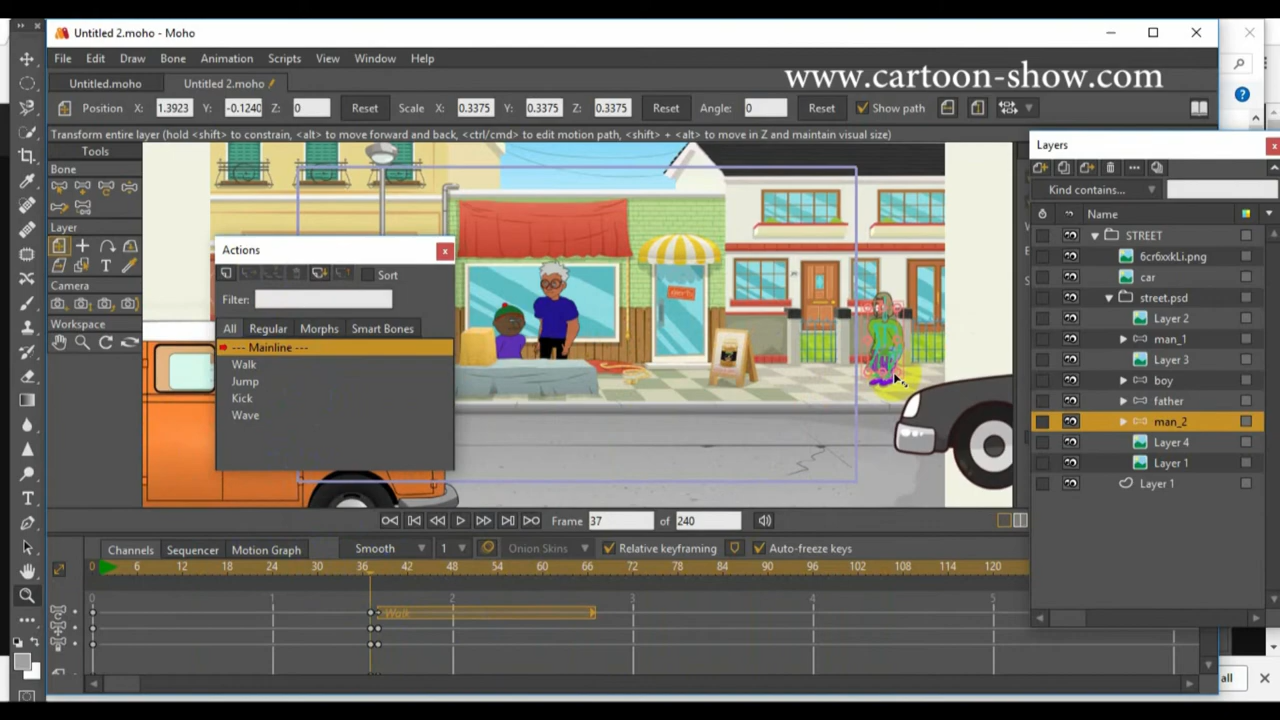 Untitled 2.moho - Moho
File Edit Draw Bone Animation Scripts View Window Help
www.cartoon-show.com
Untitled.moho Untitled 2.moho
Position X: 1.3923 Y: -0.1240 Z: 0 Reset Scale X: 0.3375 Y: 0.3375 Z: 0.3375 Reset Angle: 0 Reset Show path
Transform entire layer (hold <shift> to constrain, <alt> to move forward and back, <ctrl/cmd> to edit motion path, <shift> + <alt> to move in Z and maintain visual size)
Tools
Bone
Layer
Camera
Workspace
Actions
Sort
Filter:
All Regular Morphs Smart Bones
--- Mainline ---
Walk
Jump
Kick
Wave
Layers
Kind contains...
Name
STREET
6cr6xxkLi.png
car
street.psd
Layer 2
man_1
Layer 3
boy
father
man_2
Layer 4
Layer 1
Layer 1
Frame 37 of 240
Channels Sequencer Motion Graph Smooth 1 Onion Skins Relative keyframing Auto-freeze keys
0 6 12 18 24 30 36 42 48 54 60 66 72 78 84 90 96 102 108 114 120
0 1 2 3 4 5
Walk
all